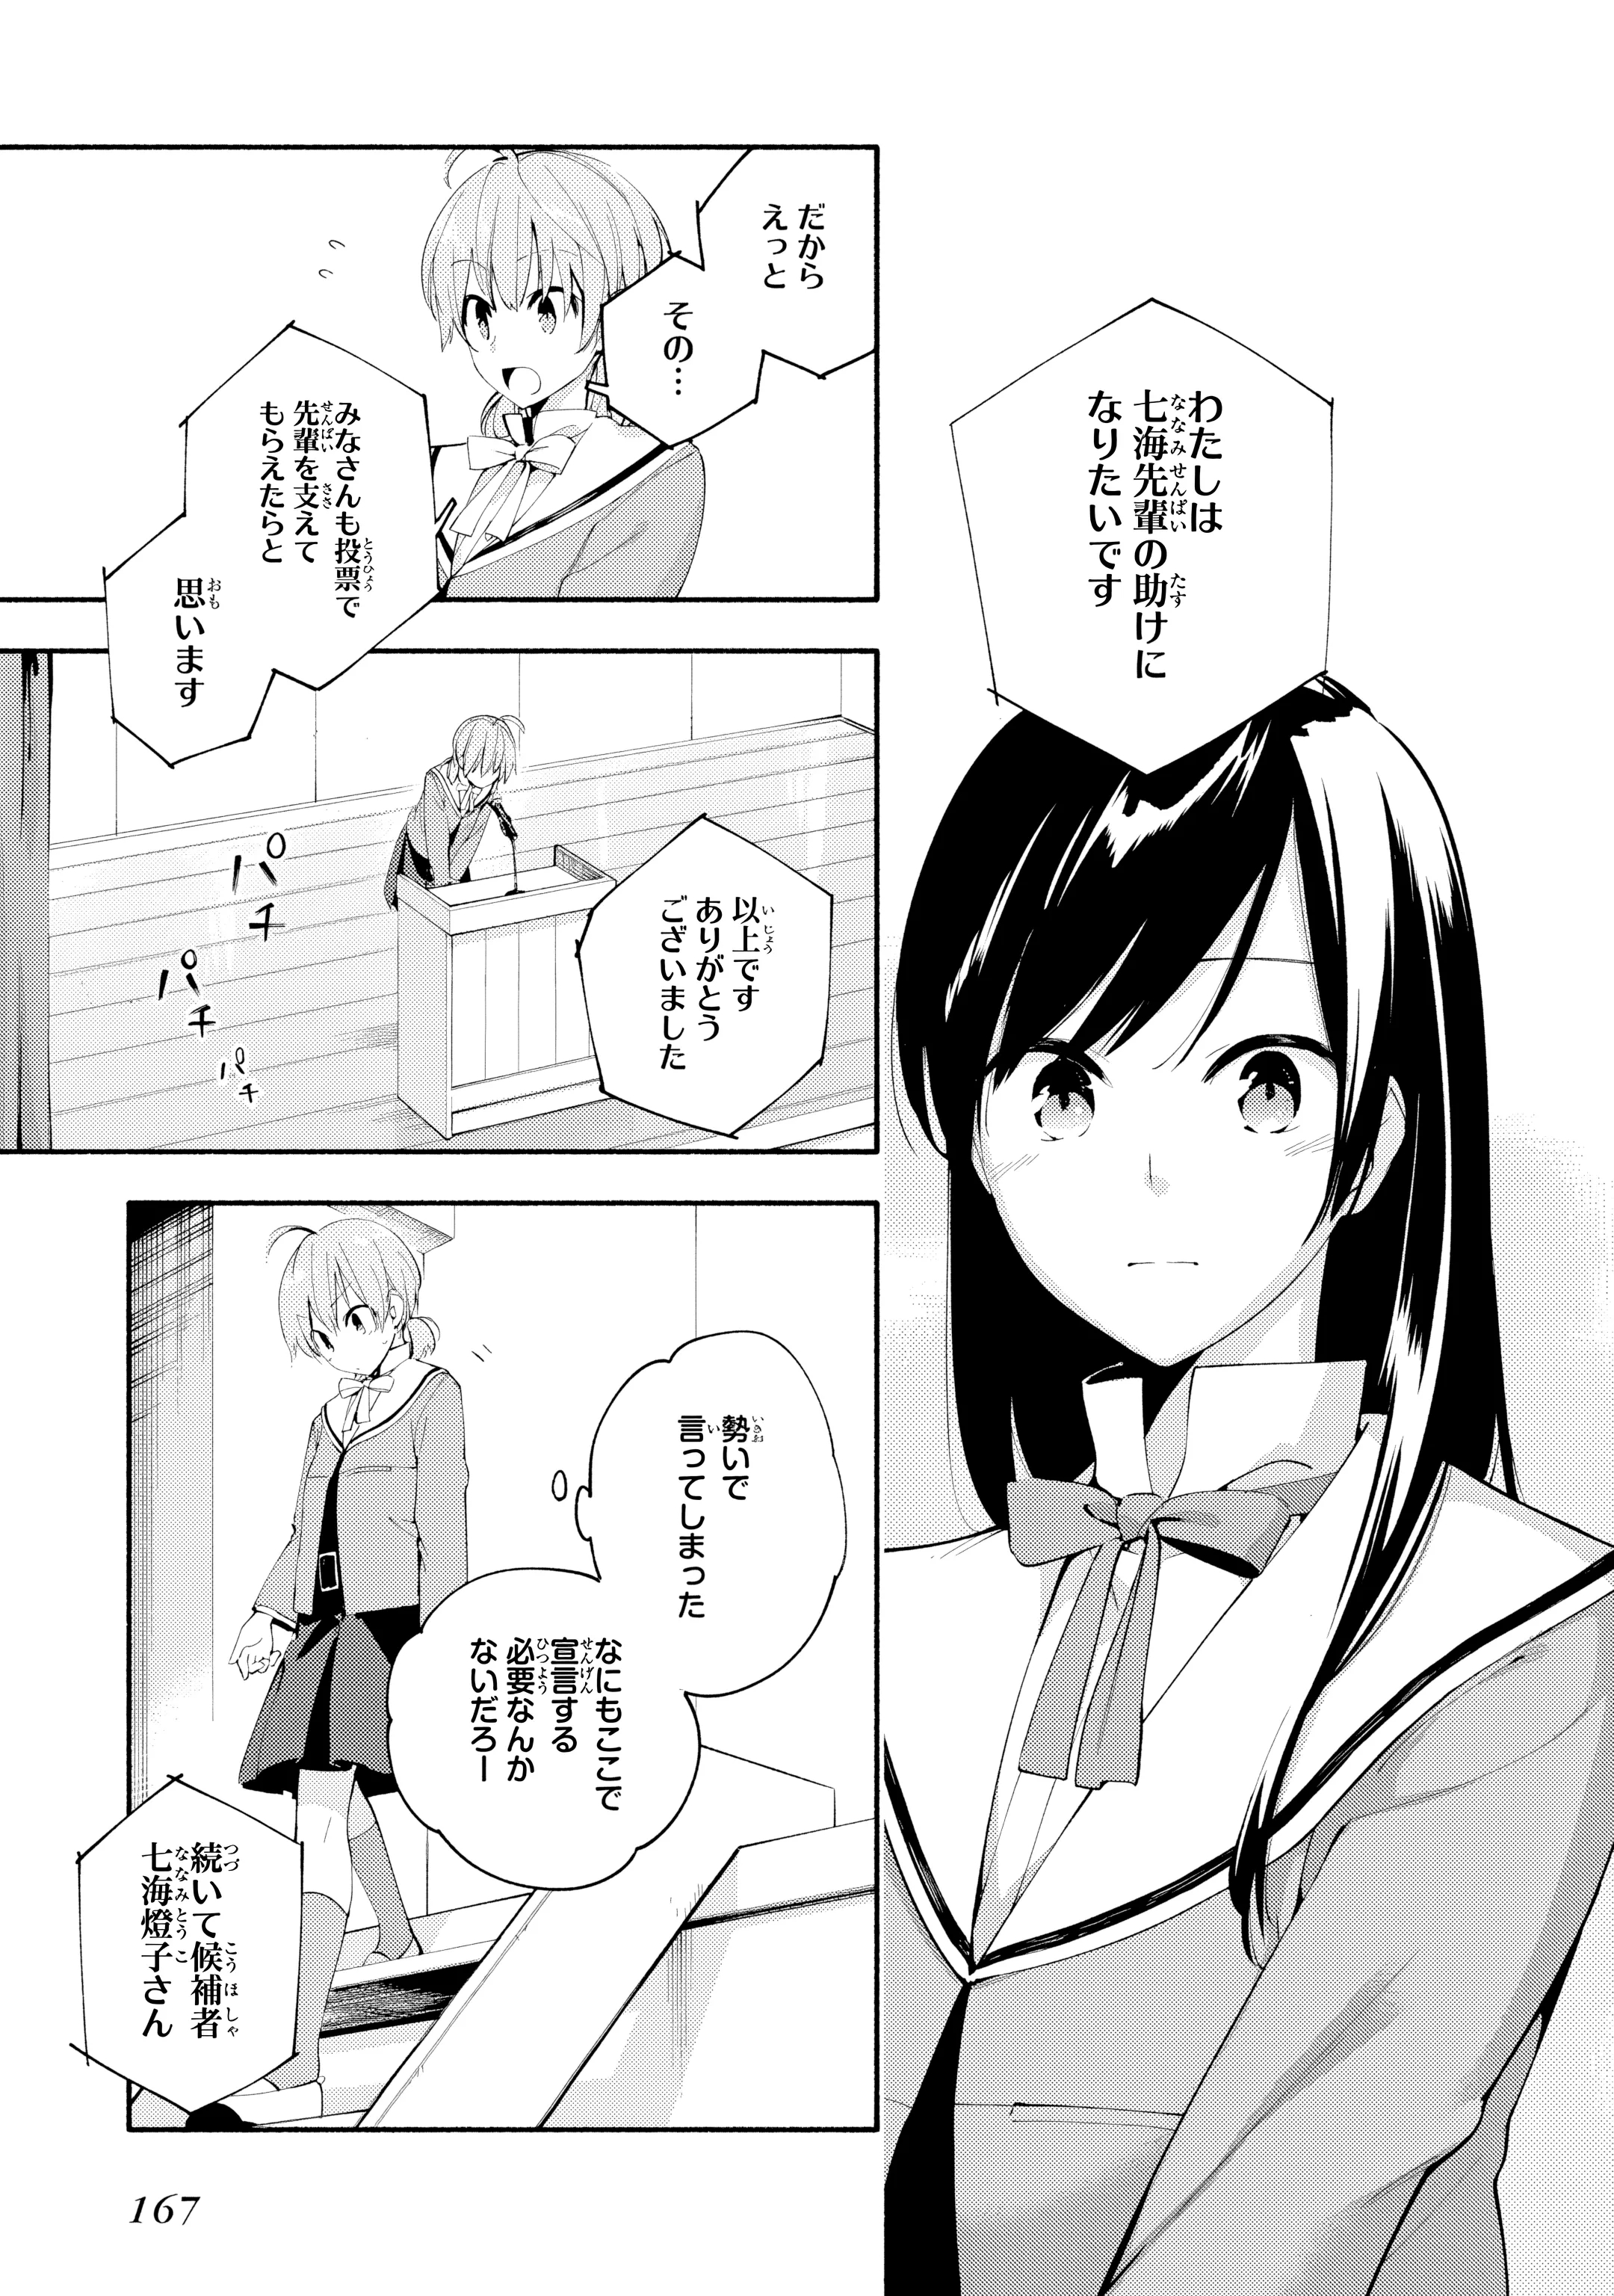 わたしは
七海先輩の助けに
なりたいです
だから
えっと
その…
みなさんも投票で
先輩を支えて
もらえたらと
思います
以上です
ありがとう
ございました
パチ
パチ
パチ
勢いで
言ってしまった
なにもここで
宣言する
必要なんか
ないだろー
続いて候補者
七海燈子さん
167